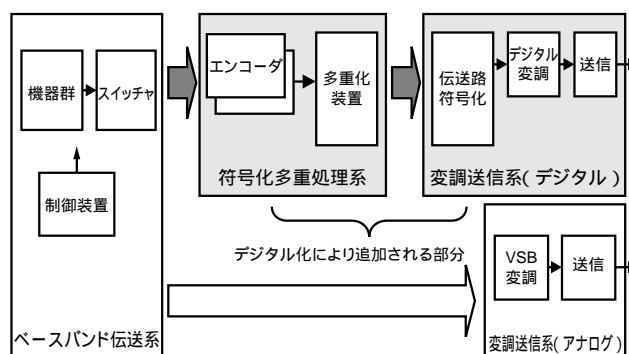 機器群
スイッチャ
制御装置
ベースバンド伝送系
エンコーダ
多重化
装置
符号化多重処理系
伝送路
符号化
デジタル
変調
送信
変調送信系(デジタル)
デジタル化により追加される部分
VSB
変調
送信
変調送信系(アナログ)